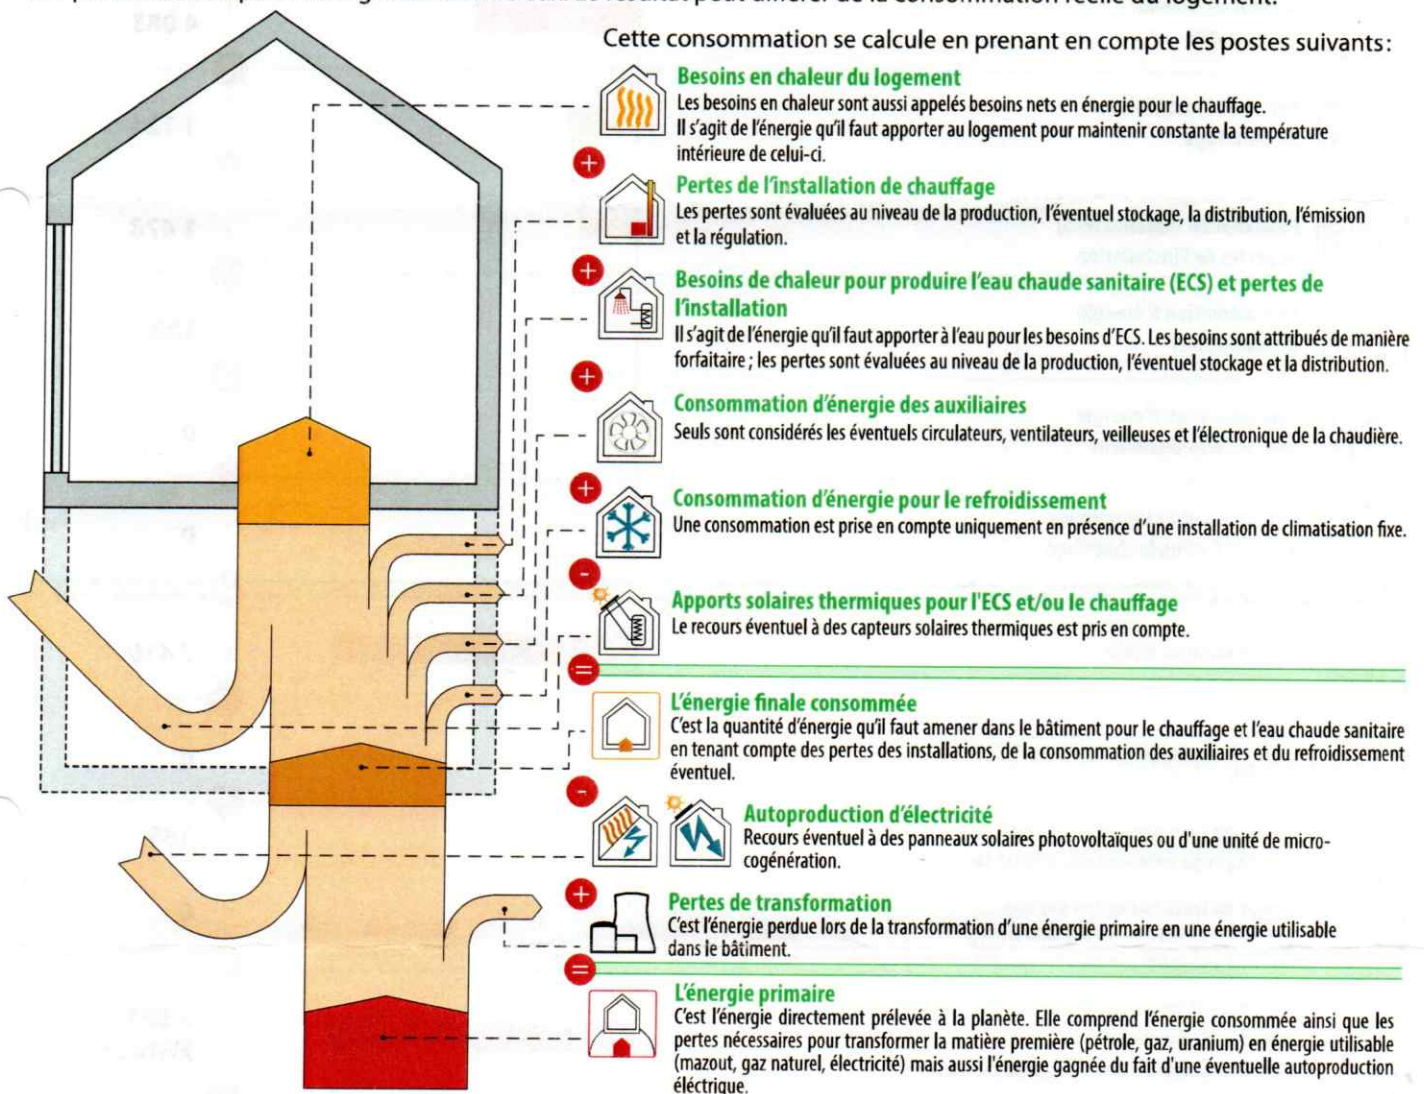 Cette consommation se calcule en prenant en compte les postes suivants:
Besoins en chaleur du logement
Les besoins en chaleur sont aussi appelés besoins nets en énergie pour le chauffage.
Il s'agit de l'énergie qu'il faut apporter au logement pour maintenir constante la température
intérieure de celui-ci.
+
Pertes de l'installation de chauffage
Les pertes sont évaluées au niveau de la production, l'éventuel stockage, la distribution, l'émission
et la régulation.
+
Besoins de chaleur pour produire l'eau chaude sanitaire (ECS) et pertes de
l'installation
Il s'agit de l'énergie qu'il faut apporter à l'eau pour les besoins d'ECS. Les besoins sont attribués de manière
forfaitaire ; les pertes sont évaluées au niveau de la production, l'éventuel stockage et la distribution.
+
Consommation d'énergie des auxiliaires
Seuls sont considérés les éventuels circulateurs, ventilateurs, veilleuses et l'électronique de la chaudière.
+
Consommation d'énergie pour le refroidissement
Une consommation est prise en compte uniquement en présence d'une installation de climatisation fixe.
-
Apports solaires thermiques pour l'ECS et/ou le chauffage
Le recours éventuel à des capteurs solaires thermiques est pris en compte.
=
L'énergie finale consommée
C'est la quantité d'énergie qu'il faut amener dans le bâtiment pour le chauffage et l'eau chaude sanitaire
en tenant compte des pertes des installations, de la consommation des auxiliaires et du refroidissement
éventuel.
-
Autoproduction d'électricité
Recours éventuel à des panneaux solaires photovoltaïques ou d'une unité de micro-
cogénération.
+
Pertes de transformation
C'est l'énergie perdue lors de la transformation d'une énergie primaire en une énergie utilisable
dans le bâtiment.
=
L'énergie primaire
C'est l'énergie directement prélevée à la planète. Elle comprend l'énergie consommée ainsi que les
pertes nécessaires pour transformer la matière première (pétrole, gaz, uranium) en énergie utilisable
(mazout, gaz naturel, électricité) mais aussi l'énergie gagnée du fait d'une éventuelle autoproduction
éléctrique.